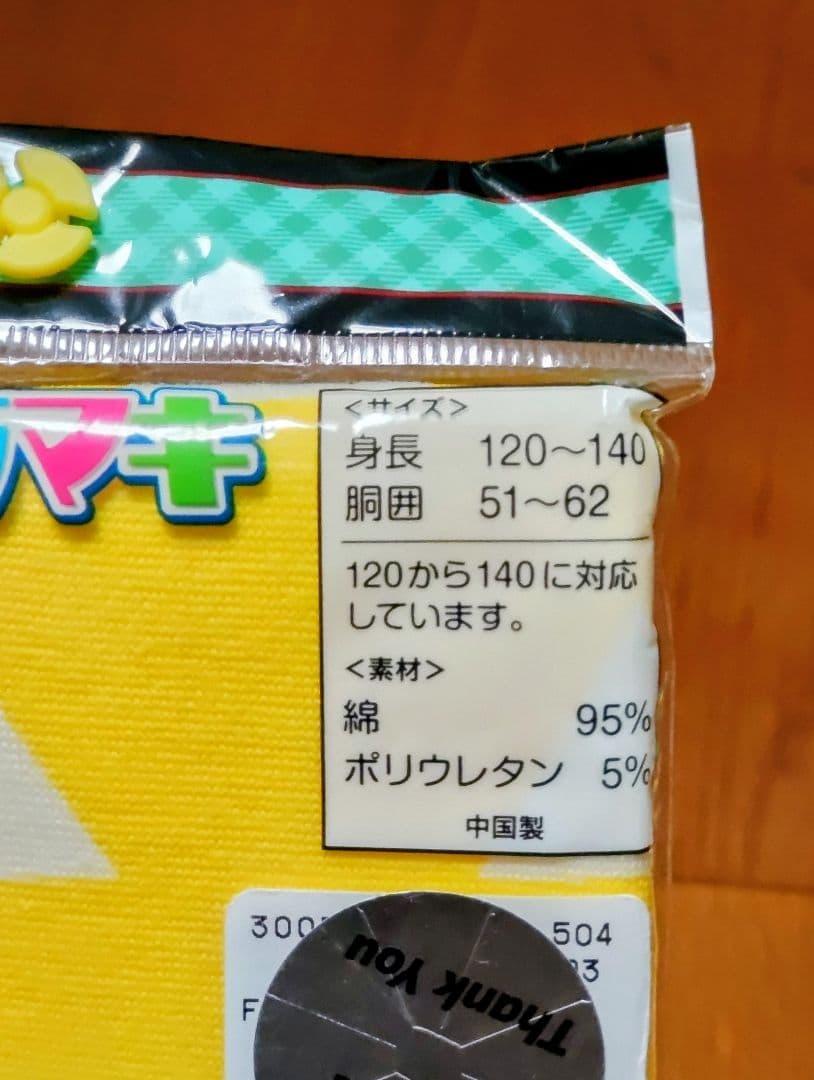 マキ
<サイズ>
身長 120～140
胴囲 51～62
120から140に対応
しています。
<素材>
綿 95%
ポリウレタン 5%
中国製
300 504
93
F
Thank You